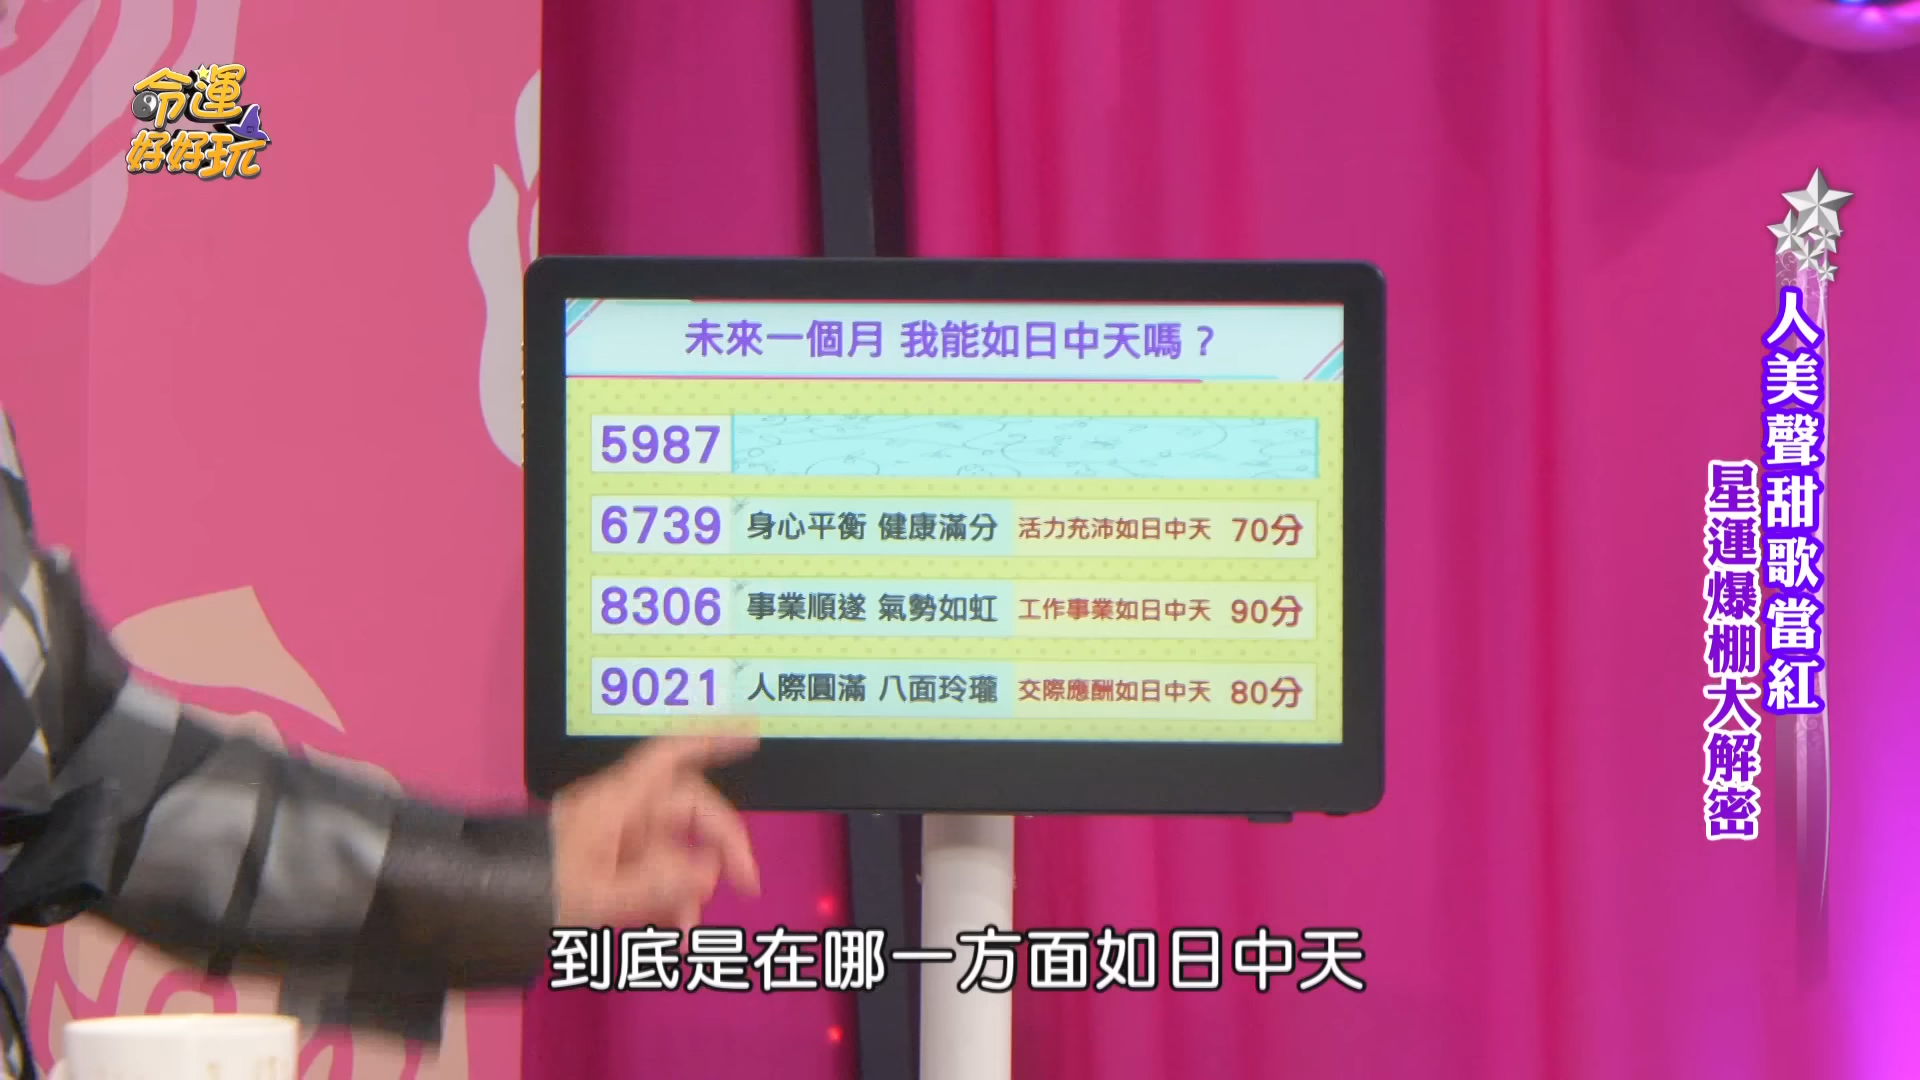 命運
好好玩
未來一個月 我能如日中天嗎?
5987
6739 身心平衡 健康滿分 活力充沛如日中天 70分
8306 事業順遂 氣勢如虹 工作事業如日中天 90分
9021 人際圓滿 八面玲瓏 交際應酬如日中天 80分
人美聲甜歌當紅
星運爆棚大解密
到底是在哪一方面如日中天